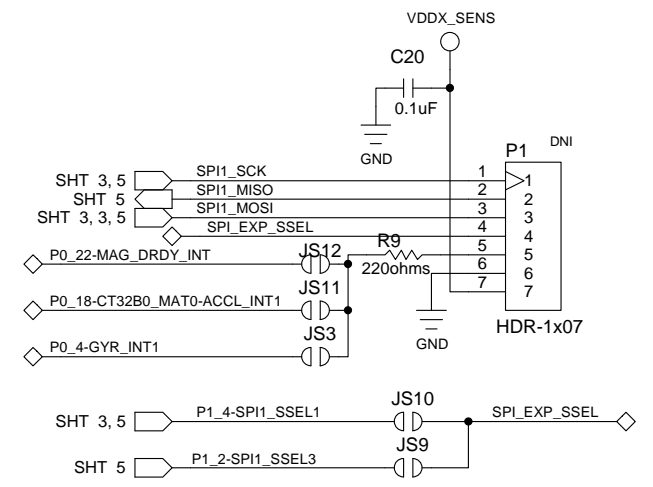 VDDX_SENS
C20
0.1uF
GND
P1
DNI
SHT 3, 5
SPI1_SCK
1
1
SHT 5
SPI1_MISO
2
2
SHT 3, 3, 5
SPI1_MOSI
3
3
SPI_EXP_SSEL
4
4
P0_22-MAG_DRDY_INT
JS12
R9
220ohms
5
5
6
6
7
7
P0_18-CT32B0_MAT0-ACCL_INT1
JS11
HDR-1x07
GND
P0_4-GYR_INT1
JS3
SHT 3, 5
P1_4-SPI1_SSEL1
JS10
SPI_EXP_SSEL
SHT 5
P1_2-SPI1_SSEL3
JS9